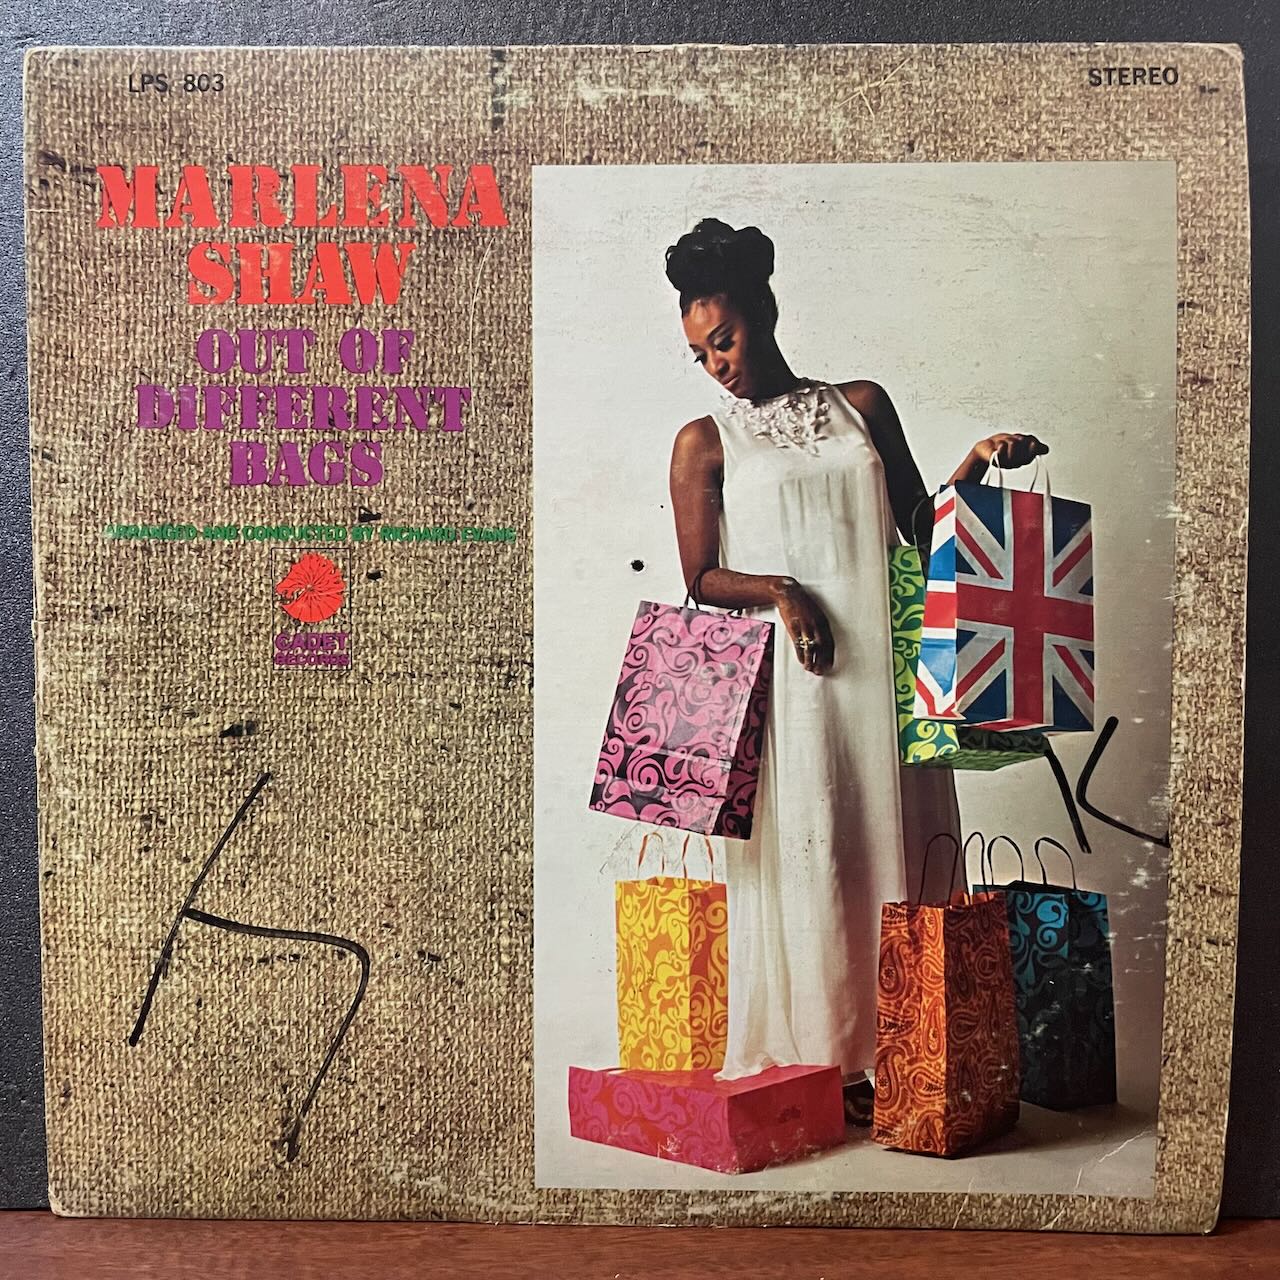 LPS 803
STEREO
MARLENA
SHAW
OUT OF
DIFFERENT
BAGS
ARRANGED AND CONDUCTED BY RICHARD EVANS
CADET
RECORDS